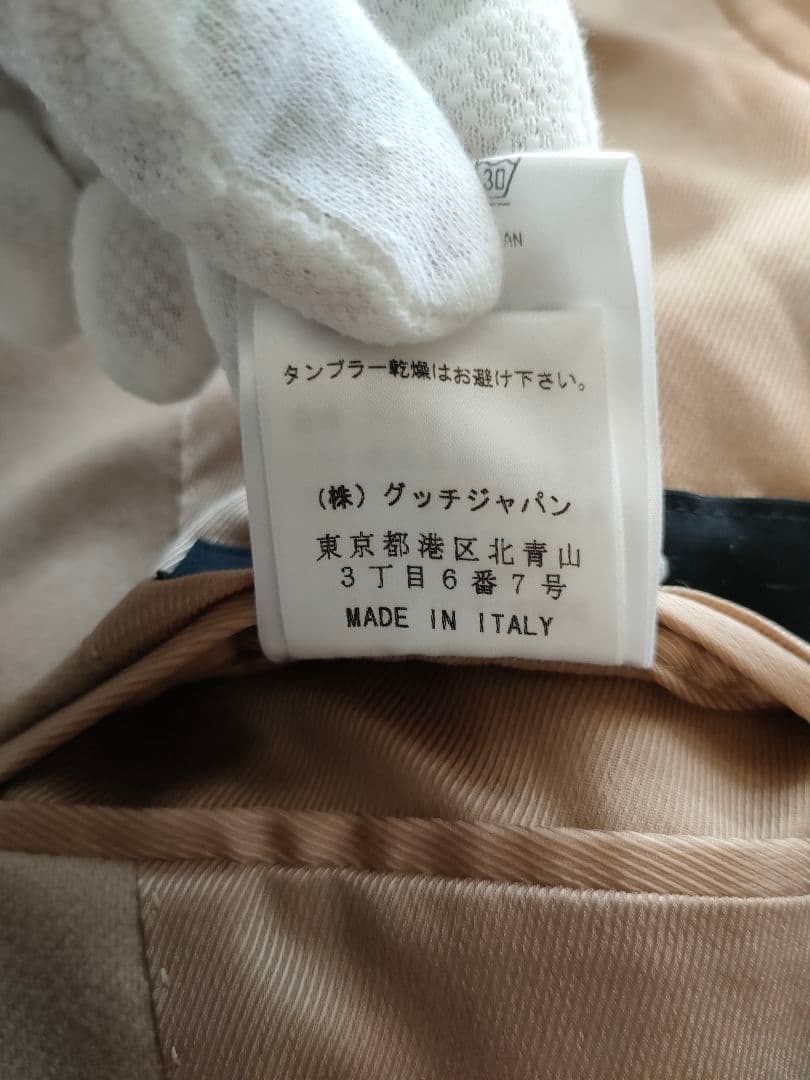 30
AN
タンブラー乾燥はお避け下さい。
(株)グッチジャパン
東京都港区北青山
3丁目6番7号
MADE IN ITALY